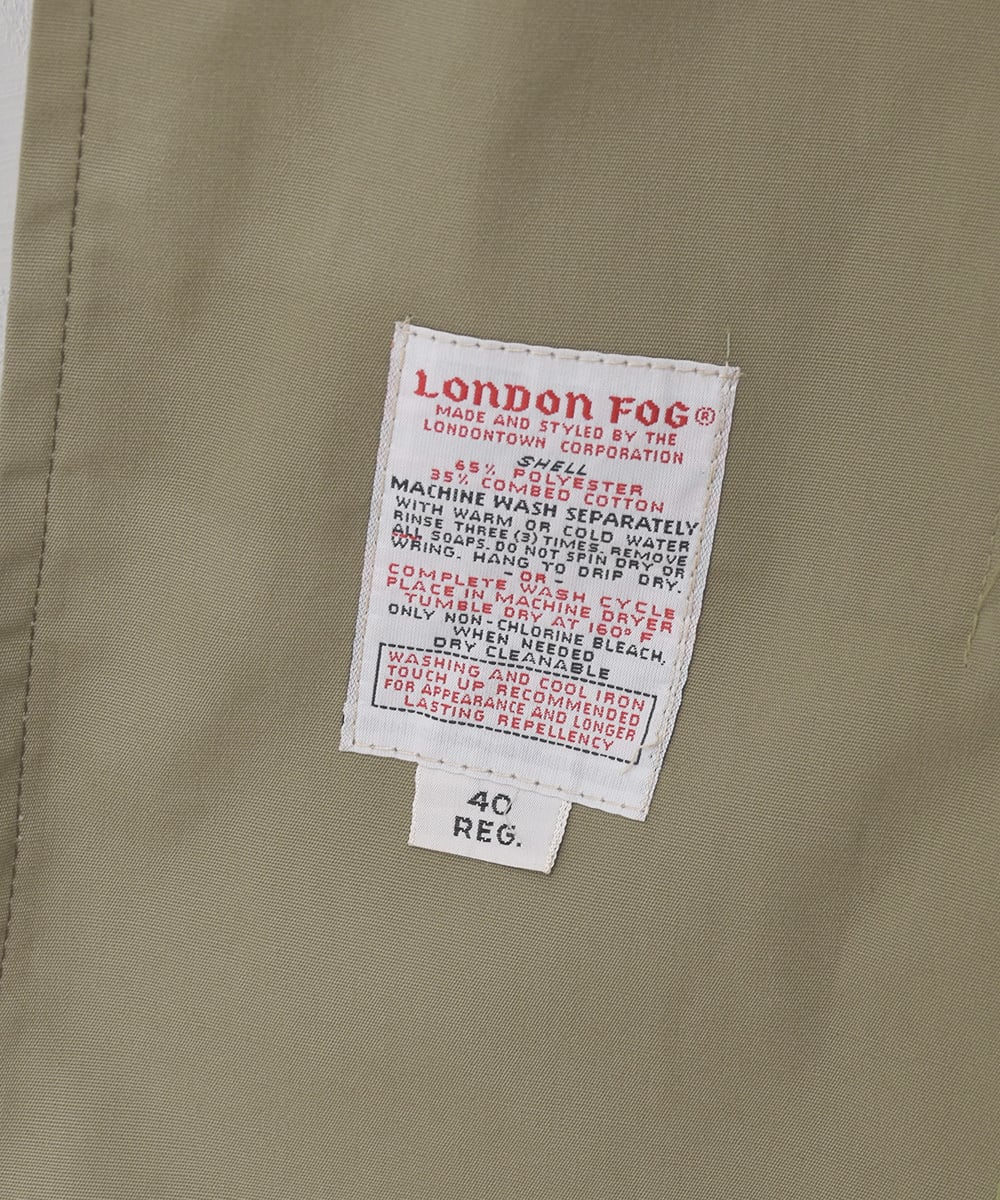 LONDON FOG®
MADE AND STYLED BY THE
LONDONTOWN CORPORATION
SHELL
65% POLYESTER
35% COMBED COTTON
MACHINE WASH SEPARATELY
WITH WARM OR COLD WATER
RINSE THREE (3) TIMES. REMOVE
ALL SOAPS. DO NOT SPIN DRY OR
WRING. HANG TO DRIP DRY.
- OR -
COMPLETE WASH CYCLE
PLACE IN MACHINE DRYER
TUMBLE DRY AT 160° F
ONLY NON-CHLORINE BLEACH,
WHEN NEEDED
DRY CLEANABLE
WASHING AND COOL IRON
TOUCH UP RECOMMENDED
FOR APPEARANCE AND LONGER
LASTING REPELLENCY
40
REG.